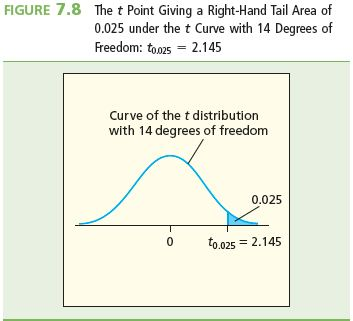 FIGURE 7.8 The t Point Giving a Right-Hand Tail Area of
0.025 under the t Curve with 14 Degrees of
Freedom: t0.025 = 2.145
Curve of the t distribution
with 14 degrees of freedom
0.025
0
t0.025 = 2.145